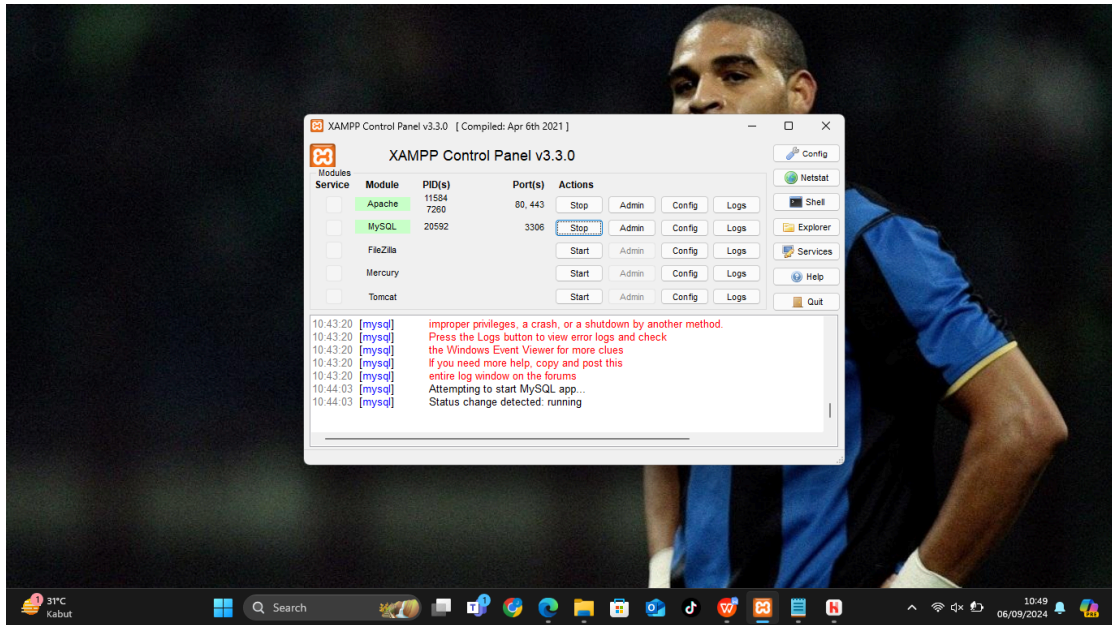 XAMPP Control Panel v3.3.0 [ Compiled: Apr 6th 2021 ]
XAMPP Control Panel v3.3.0
Config
Modules
Service Module PID(s) Port(s) Actions
Netstat
Apache 11584 7260 80, 443 Stop Admin Config Logs
Shell
MySQL 20592 3306 Stop Admin Config Logs
Explorer
FileZilla Start Admin Config Logs
Services
Mercury Start Admin Config Logs
Help
Tomcat Start Admin Config Logs
Quit
10:43:20 [mysql] improper privileges, a crash, or a shutdown by another method.
10:43:20 [mysql] Press the Logs button to view error logs and check
10:43:20 [mysql] the Windows Event Viewer for more clues
10:43:20 [mysql] If you need more help, copy and post this
10:43:20 [mysql] entire log window on the forums
10:44:03 [mysql] Attempting to start MySQL app...
10:44:03 [mysql] Status change detected: running
1
31°C
Kabut
Search
1
10:49
06/09/2024
PRE